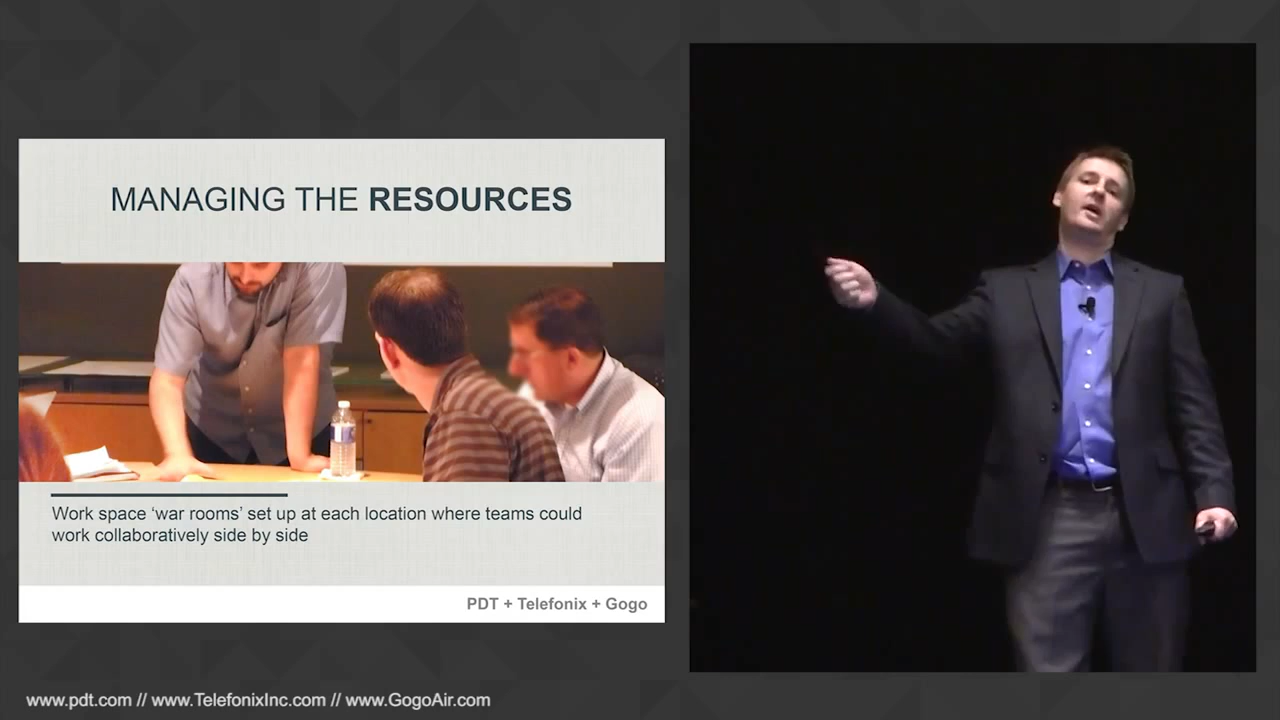 MANAGING THE RESOURCES
Work space ‘war rooms’ set up at each location where teams could
work collaboratively side by side
PDT + Telefonix + Gogo
www.pdt.com // www.TelefonixInc.com // www.GogoAir.com